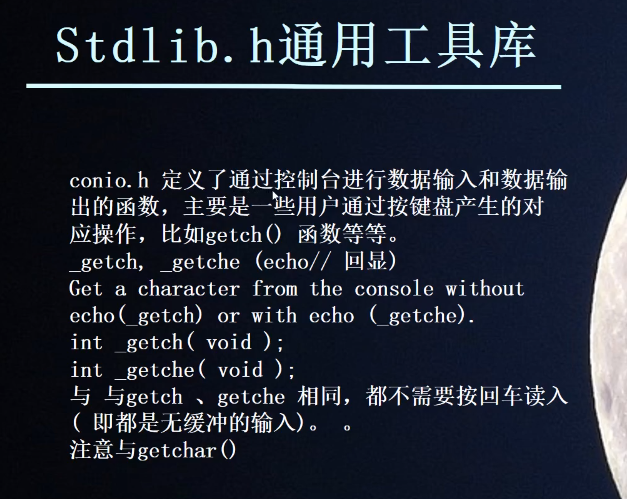 Stdlib.h通用工具库
conio.h 定义了通过控制台进行数据输入和数据输
出的函数，主要是一些用户通过按键盘产生的对
应操作，比如getch() 函数等等。
_getch, _getche (echo// 回显)
Get a character from the console without
echo(_getch) or with echo (_getche).
int _getch( void );
int _getche( void );
与 与getch 、getche 相同，都不需要按回车读入
( 即都是无缓冲的输入)。 。
注意与getchar()